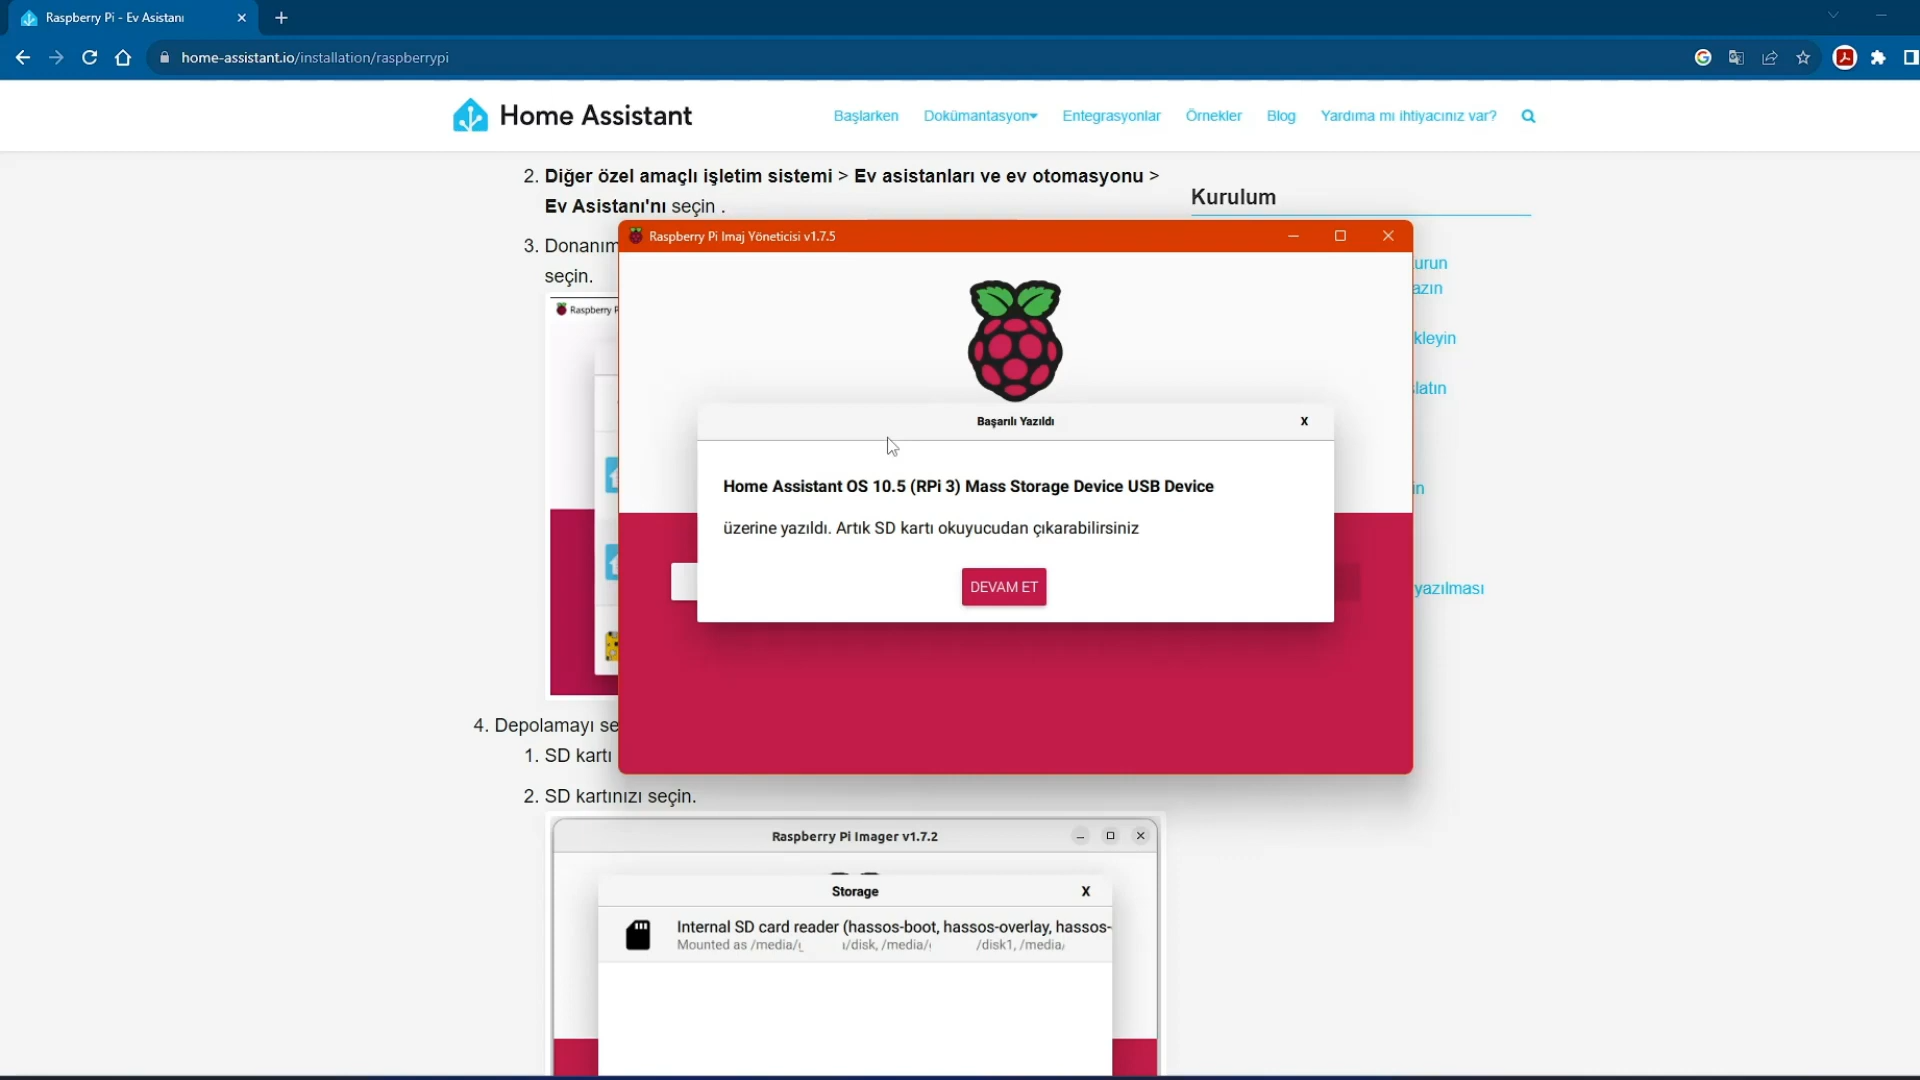 Raspberry Pi - Ev Asistanı
home-assistant.io/installation/raspberrypi
Home Assistant
Başlarken
Dokümantasyon
Entegrasyonlar
Örnekler
Blog
Yardıma mı ihtiyacınız var?
2. Diğer özel amaçlı işletim sistemi > Ev asistanları ve ev otomasyonu >
Ev Asistanı'nı seçin .
Kurulum
3. Donanım
seçin.
Raspberry P
Raspberry Pi Imaj Yöneticisi v1.7.5
urun
azın
kleyin
latın
in
yazılması
Başarılı Yazıldı
X
Home Assistant OS 10.5 (RPi 3) Mass Storage Device USB Device
üzerine yazıldı. Artık SD kartı okuyucudan çıkarabilirsiniz
DEVAM ET
4. Depolamayı se
1. SD kartı
2. SD kartınızı seçin.
Raspberry Pi Imager v1.7.2
Storage
X
Internal SD card reader (hassos-boot, hassos-overlay, hassos-
Mounted as /media/ /disk, /media/ /disk1, /media/